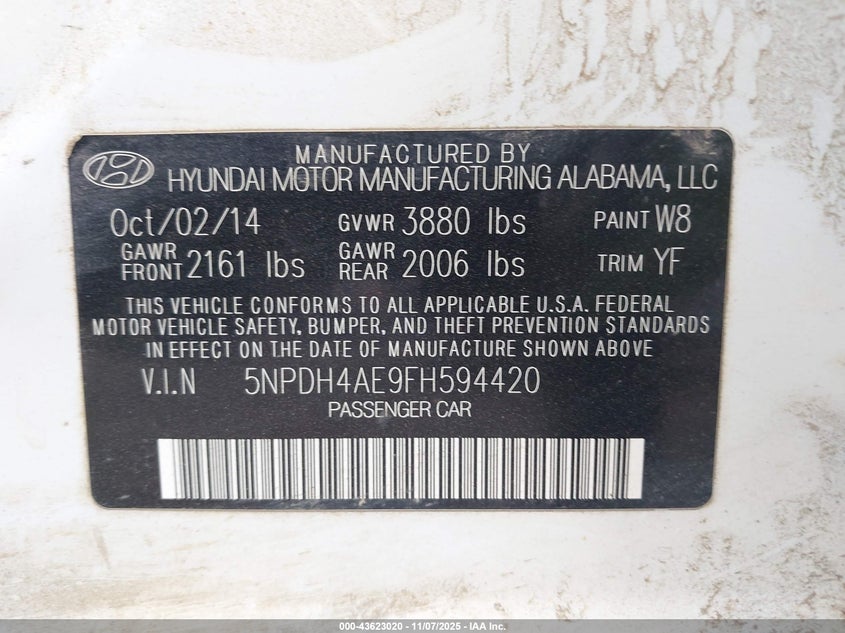 MANUFACTURED BY
HYUNDAI MOTOR MANUFACTURING ALABAMA, LLC
Oct/02/14 GVWR 3880 lbs PAINT W8
GAWR FRONT 2161 lbs GAWR REAR 2006 lbs TRIM YF
THIS VEHICLE CONFORMS TO ALL APPLICABLE U.S.A. FEDERAL
MOTOR VEHICLE SAFETY, BUMPER, AND THEFT PREVENTION STANDARDS
IN EFFECT ON THE DATE OF MANUFACTURE SHOWN ABOVE
V.I.N 5NPDH4AE9FH594420
PASSENGER CAR
000-43623020 - 11/07/2025 - IAA Inc.